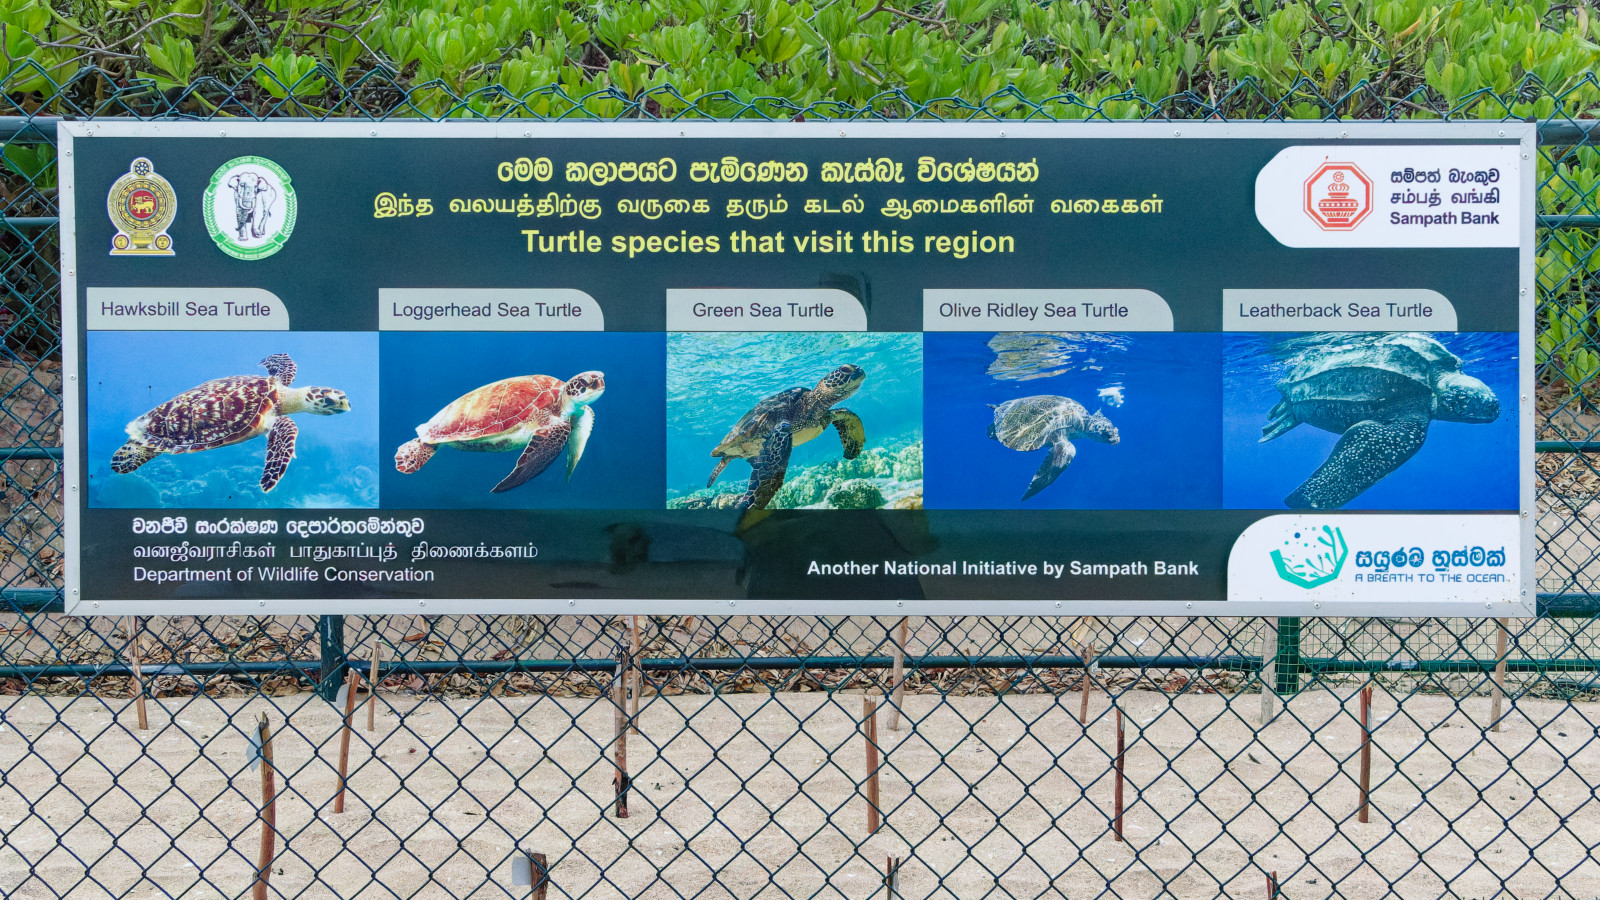 මෙම කලාපයට පැමිණෙන කැස්බෑ විශේෂයන්
இந்த வலயத்திற்கு வருகை தரும் கடல் ஆமைகளின் வகைகள்
Turtle species that visit this region
සම්පත් බැංකුව
சம்பத் வங்கி
Sampath Bank
Hawksbill Sea Turtle
Loggerhead Sea Turtle
Green Sea Turtle
Olive Ridley Sea Turtle
Leatherback Sea Turtle
වනජීවී සංරක්ෂණ දෙපාර්තමේන්තුව
வனஜீவராசிகள் பாதுகாப்புத் திணைக்களம்
Department of Wildlife Conservation
Another National Initiative by Sampath Bank
සයුරට හුස්මක්
A BREATH TO THE OCEAN